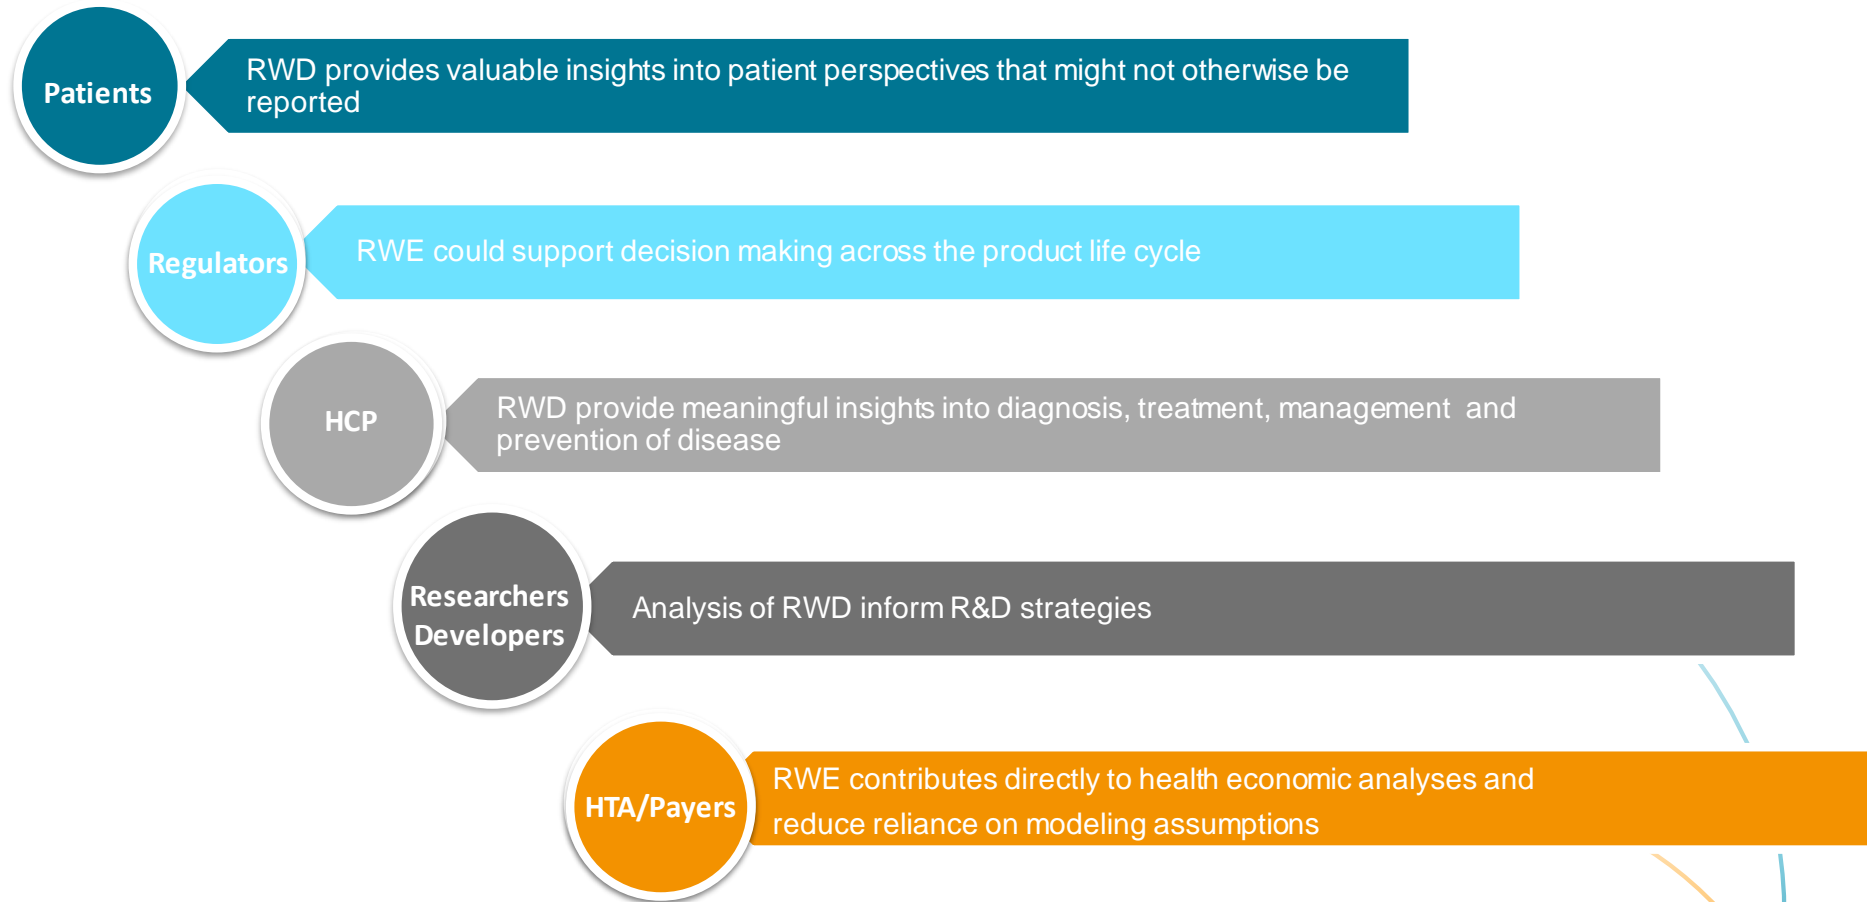 Patients
RWD provides valuable insights into patient perspectives that might not otherwise be
reported
Regulators
RWE could support decision making across the product life cycle
HCP
RWD provide meaningful insights into diagnosis, treatment, management and
prevention of disease
Researchers
Developers
Analysis of RWD inform R&D strategies
HTA/Payers
RWE contributes directly to health economic analyses and
reduce reliance on modeling assumptions